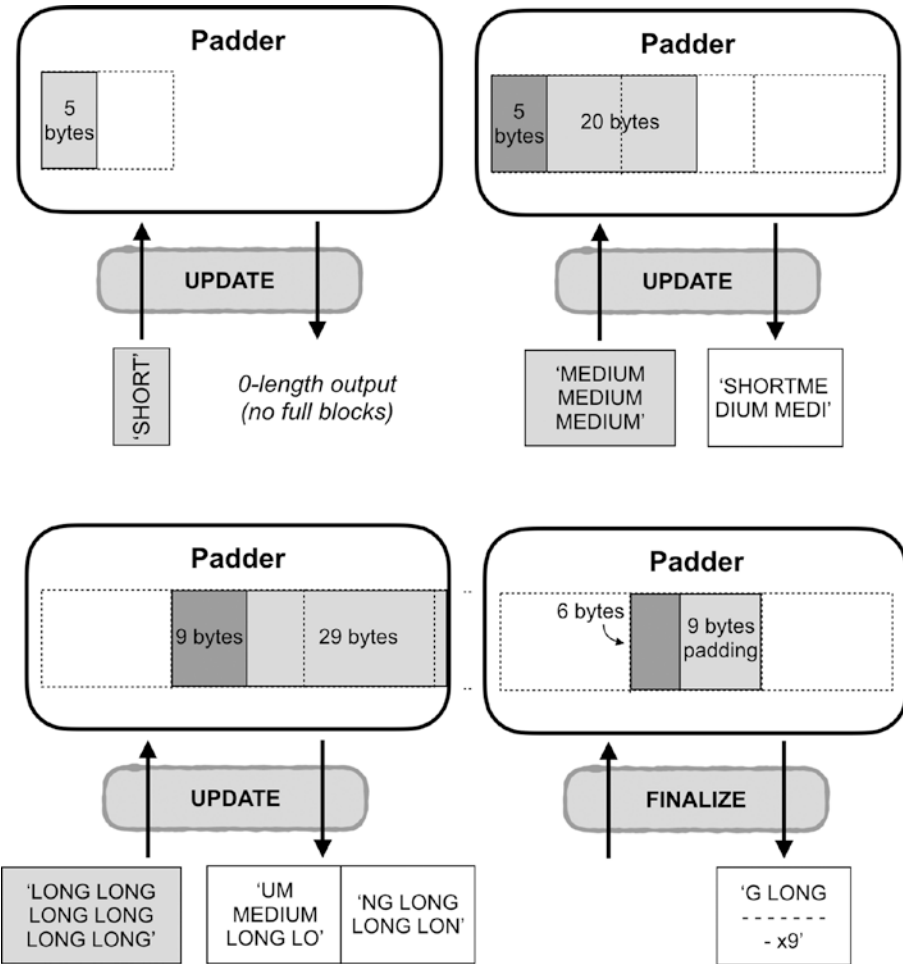 Padder
5
bytes
UPDATE
‘SHORT’
0-length output
(no full blocks)
Padder
5
bytes
20 bytes
UPDATE
‘MEDIUM
MEDIUM
MEDIUM’
‘SHORTME
DIUM MEDI’
Padder
9 bytes
29 bytes
UPDATE
‘LONG LONG
LONG LONG
LONG LONG’
‘UM
MEDIUM
LONG LO’
‘NG LONG
LONG LON’
Padder
6 bytes
9 bytes
padding
FINALIZE
‘G LONG
- - - - - - -
- x9’